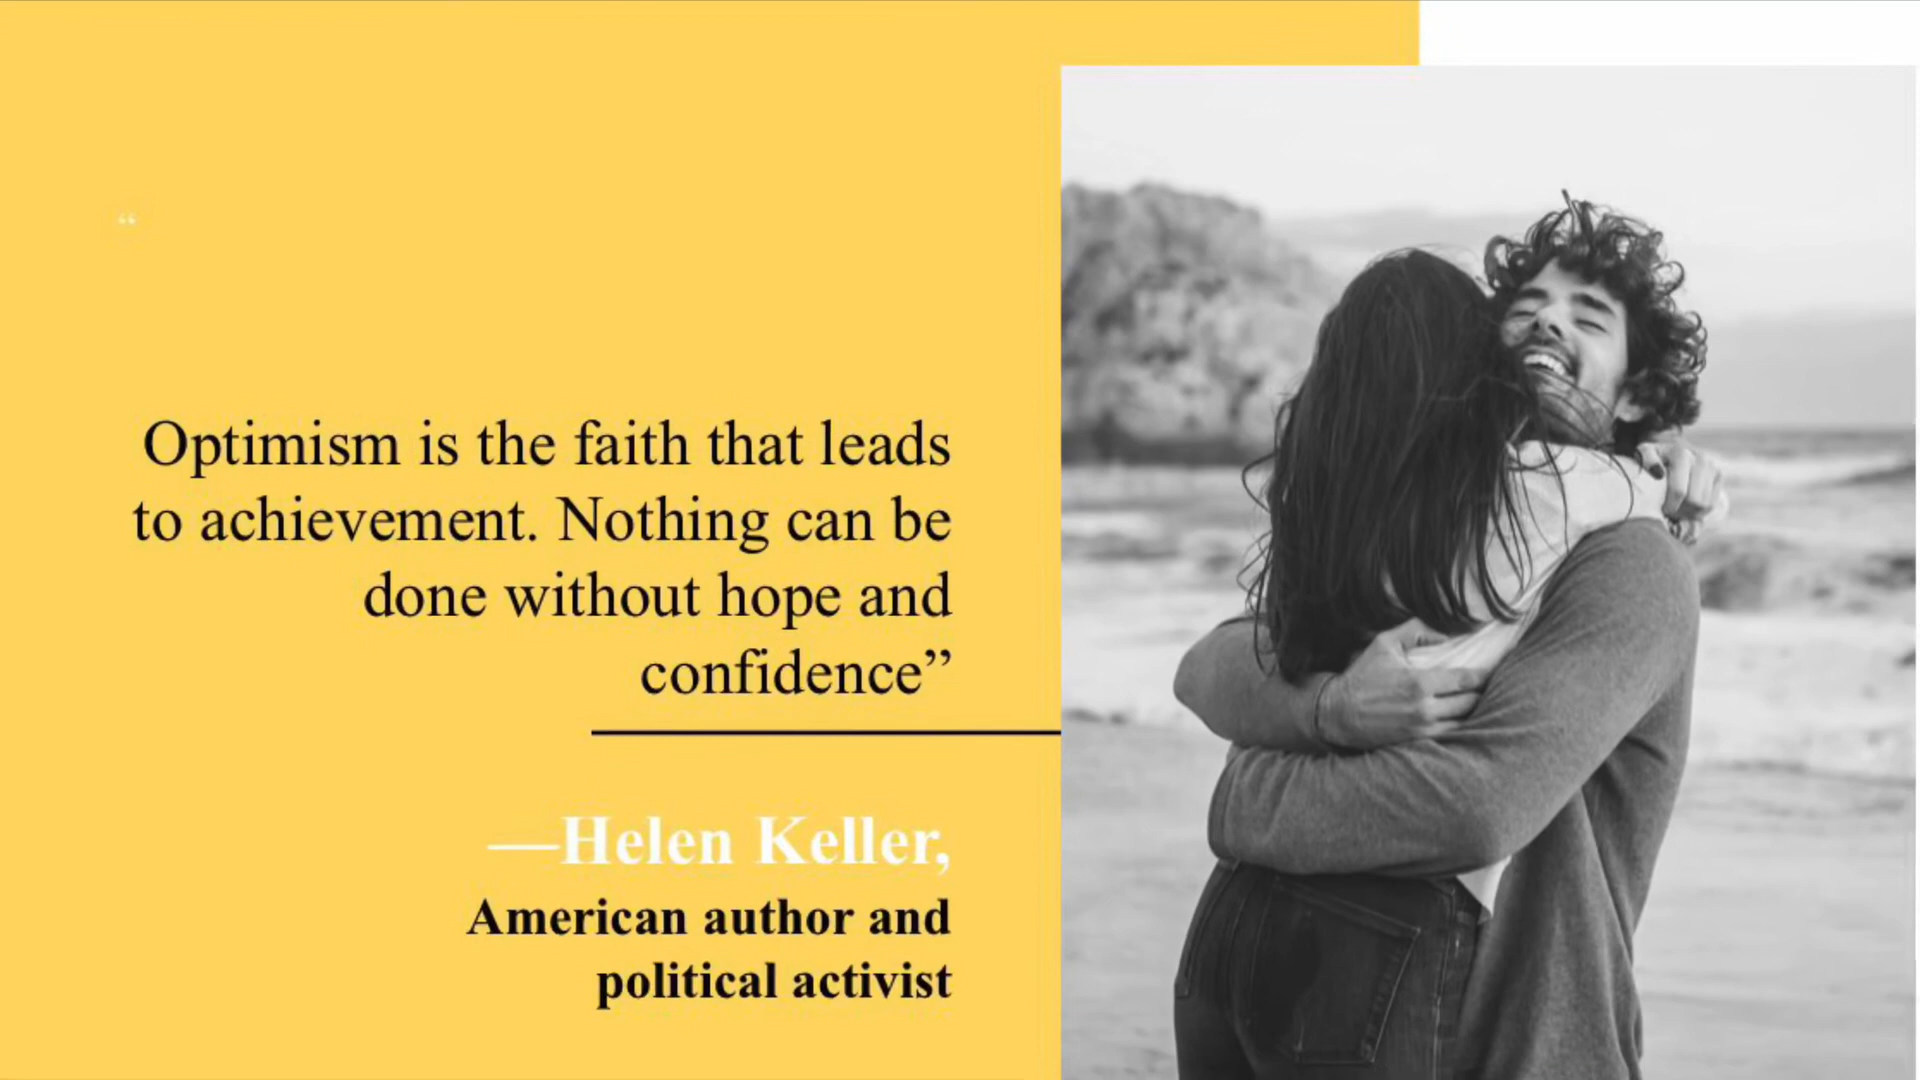 “
Optimism is the faith that leads
to achievement. Nothing can be
done without hope and
confidence”
—Helen Keller,
American author and
political activist